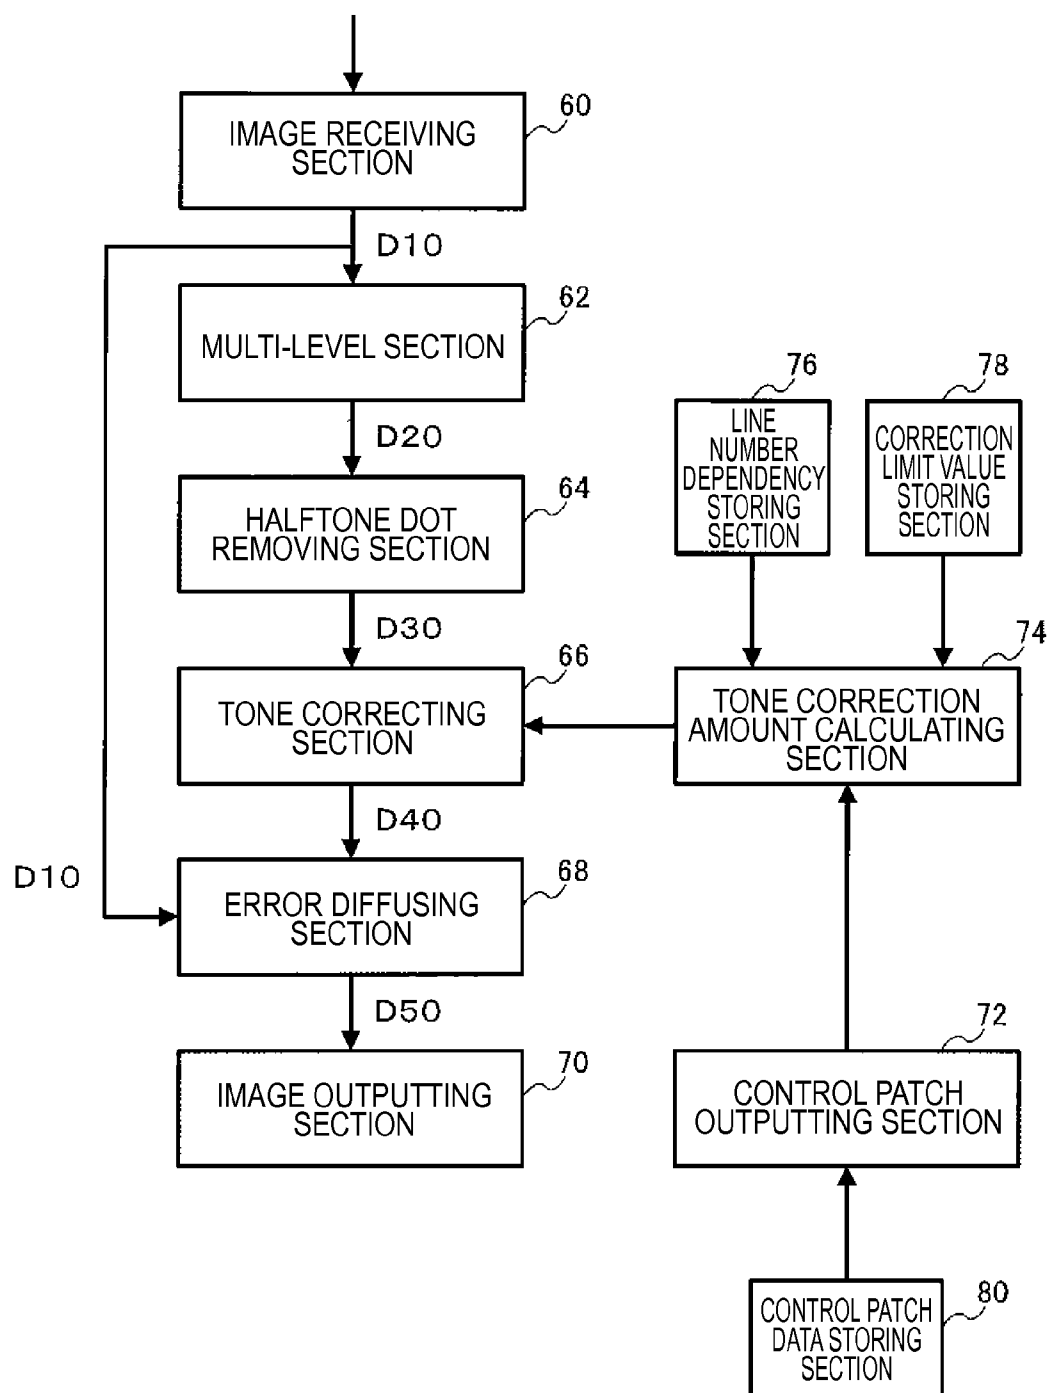 60
IMAGE RECEIVING
SECTION
D10
62
MULTI-LEVEL SECTION
D20
64
HALFTONE DOT
REMOVING SECTION
D30
66
TONE CORRECTING
SECTION
D40
D10
68
ERROR DIFFUSING
SECTION
D50
70
IMAGE OUTPUTTING
SECTION
76
LINE
NUMBER
DEPENDENCY
STORING
SECTION
78
CORRECTION
LIMIT VALUE
STORING
SECTION
74
TONE CORRECTION
AMOUNT CALCULATING
SECTION
72
CONTROL PATCH
OUTPUTTING SECTION
80
CONTROL PATCH
DATA STORING
SECTION